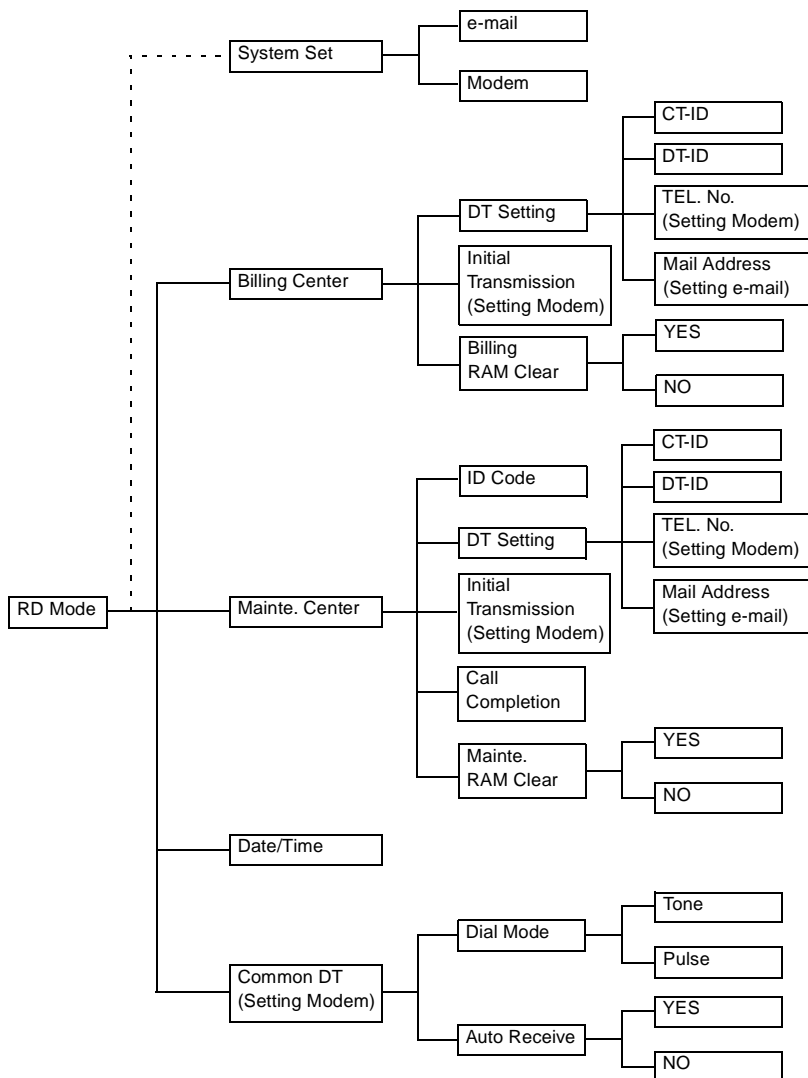 e-mail
System Set
Modem
CT-ID
DT-ID
DT Setting
TEL. No.
(Setting Modem)
Initial
Transmission
(Setting Modem)
Billing Center
Mail Address
(Setting e-mail)
Billing
RAM Clear
YES
NO
CT-ID
ID Code
DT-ID
DT Setting
TEL. No.
(Setting Modem)
RD Mode
Mainte. Center
Initial
Transmission
(Setting Modem)
Mail Address
(Setting e-mail)
Call
Completion
Mainte.
RAM Clear
YES
NO
Date/Time
Tone
Dial Mode
Pulse
Common DT
(Setting Modem)
YES
Auto Receive
NO